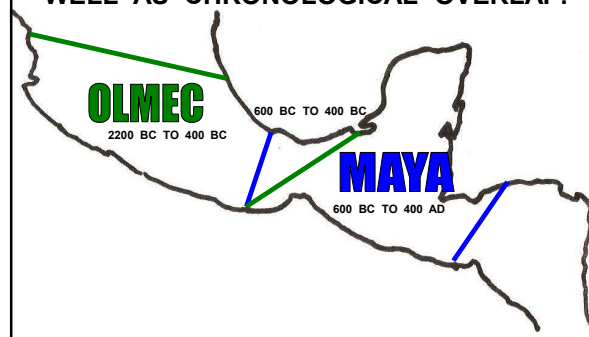 WELL AS CHRONOLOGICAL OVERLAP.
OLMEC
2200 BC TO 400 BC
600 BC TO 400 BC
MAYA
600 BC TO 400 AD